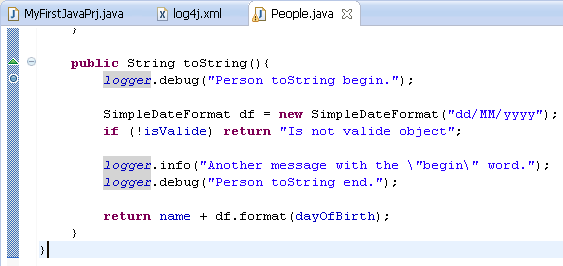 MyFirstJavaPrj.java log4j.xml People.java
}
public String toString(){
logger.debug("Person toString begin.");
SimpleDateFormat df = new SimpleDateFormat("dd/MM/yyyy");
if (!isValide) return "Is not valide object";
logger.info("Another message with the \"begin\" word.");
logger.debug("Person toString end.");
return name + df.format(dayOfBirth);
}
}